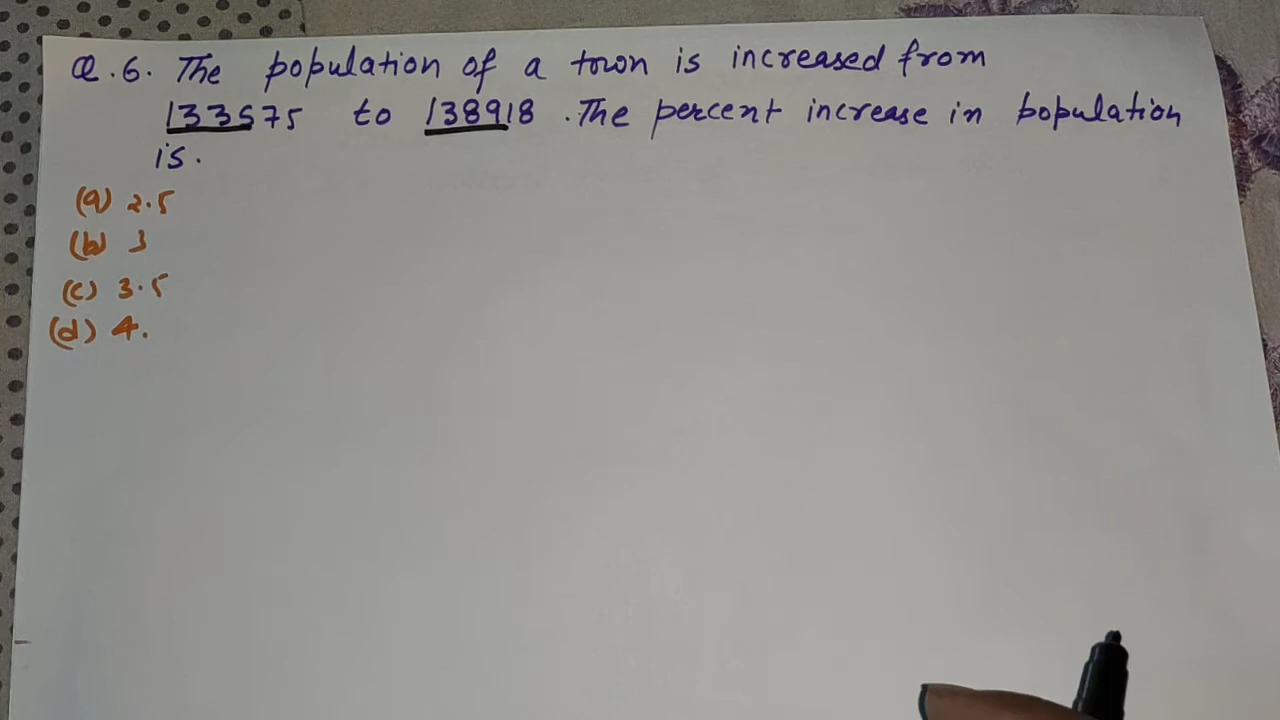 Q.6. The population of a town is increased from
133575 to 138918 .The percent increase in population
is.
(a) 2.5
(b) 3
(c) 3.5
(d) 4.